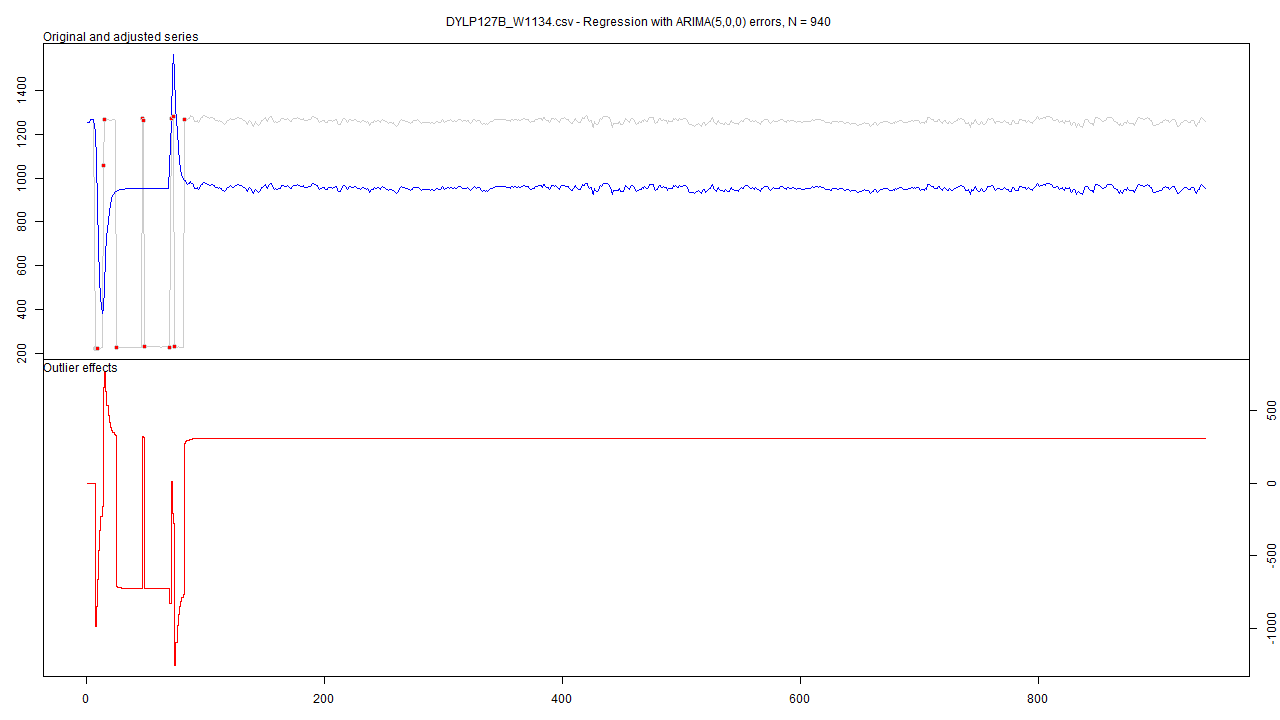 DYLP127B_W1134.csv - Regression with ARIMA(5,0,0) errors, N = 940
Original and adjusted series
1400
1200
1000
800
600
400
200
Outlier effects
500
0
-500
-1000
0 200 400 600 800